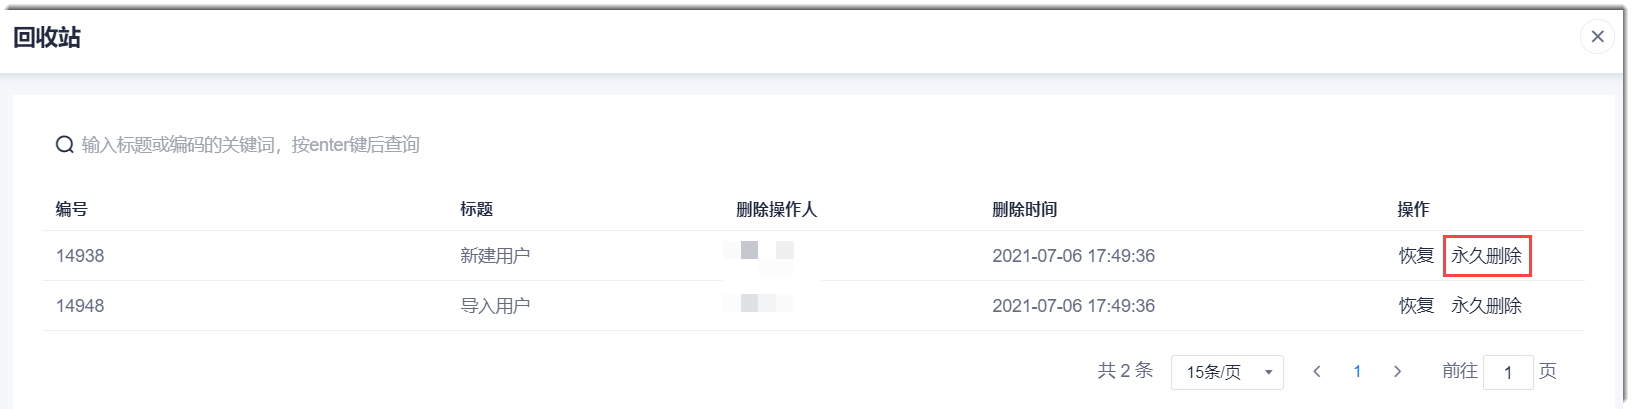 回收站
输入标题或编码的关键词，按enter键后查询
编号 标题 删除操作人 删除时间 操作
14938 新建用户 2021-07-06 17:49:36 恢复 永久删除
14948 导入用户 2021-07-06 17:49:36 恢复 永久删除
共 2 条 15条/页 1 前往 1 页